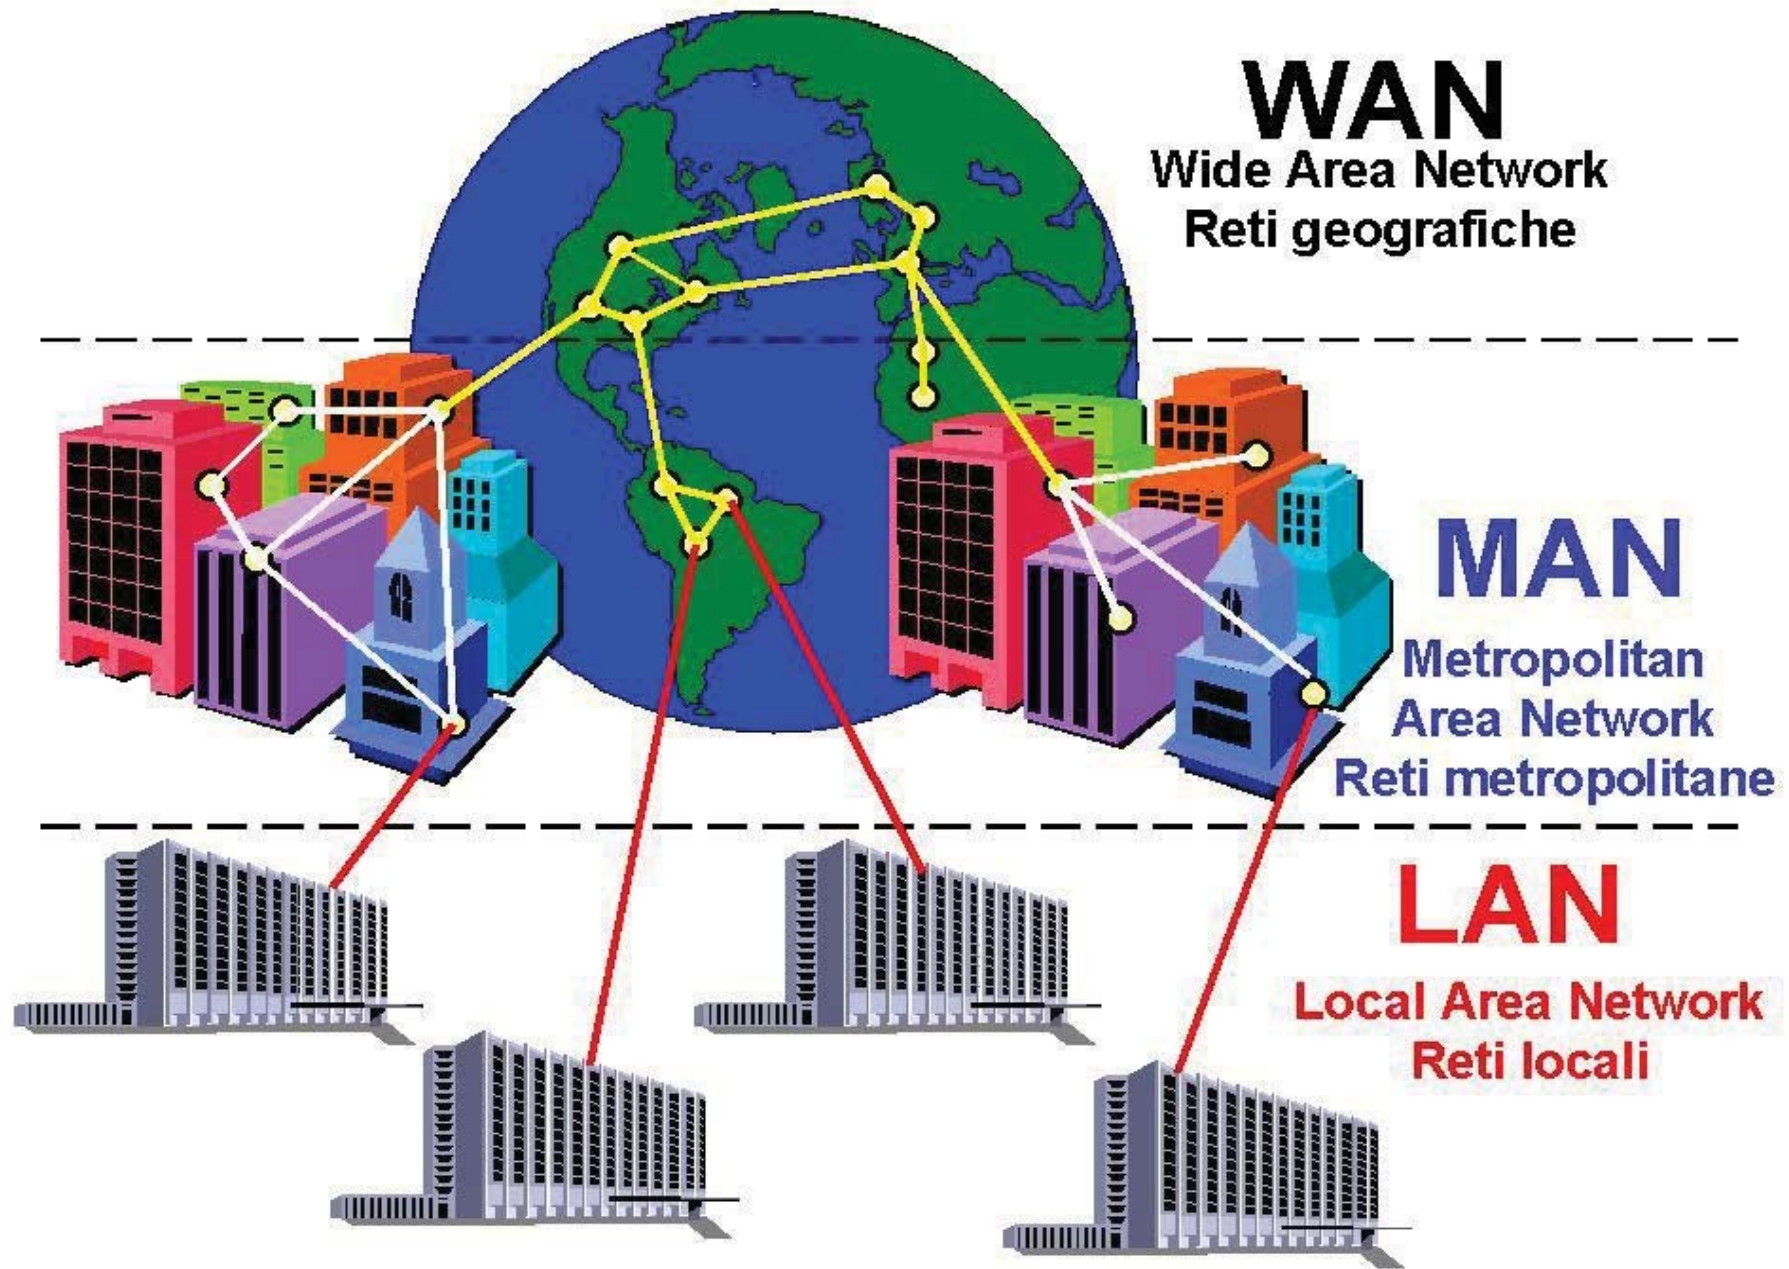 WAN
Wide Area Network
Reti geografiche
MAN
Metropolitan
Area Network
Reti metropolitane
LAN
Local Area Network
Reti locali